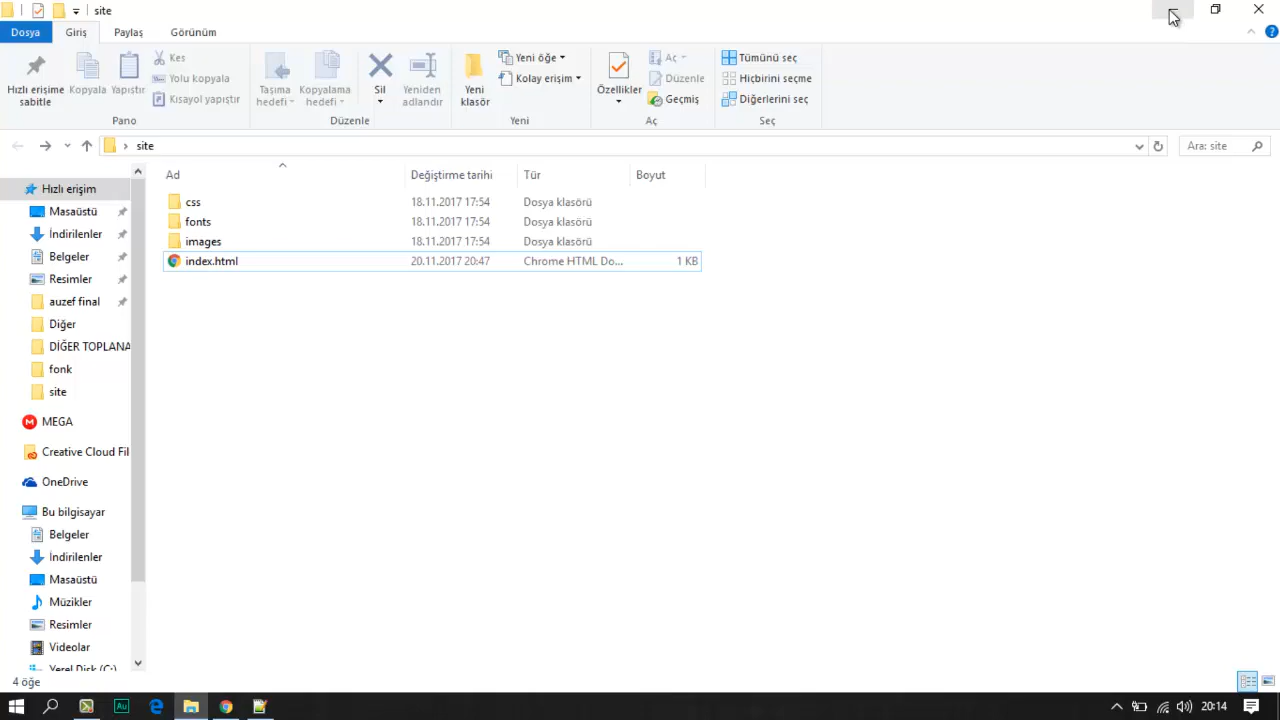 site
Dosya Giriş Paylaş Görünüm
Hızlı erişime sabitle
Kopyala
Yapıştır
Kes
Yolu kopyala
Kısayol yapıştır
Pano
Taşıma hedefi
Kopyalama hedefi
Sil
Yeniden adlandır
Düzenle
Yeni klasör
Yeni öğe
Kolay erişim
Yeni
Özellikler
Aç
Düzenle
Geçmiş
Aç
Tümünü seç
Hiçbirini seçme
Diğerlerini seç
Seç
site
Ara: site
Ad Değiştirme tarihi Tür Boyut
css 18.11.2017 17:54 Dosya klasörü
fonts 18.11.2017 17:54 Dosya klasörü
images 18.11.2017 17:54 Dosya klasörü
index.html 20.11.2017 20:47 Chrome HTML Do... 1 KB
Hızlı erişim
Masaüstü
İndirilenler
Belgeler
Resimler
auzef final
Diğer
DİĞER TOPLANA
fonk
site
MEGA
Creative Cloud Fil
OneDrive
Bu bilgisayar
Belgeler
İndirilenler
Masaüstü
Müzikler
Resimler
Videolar
Yerel Disk (C:)
4 öğe
Au
20:14